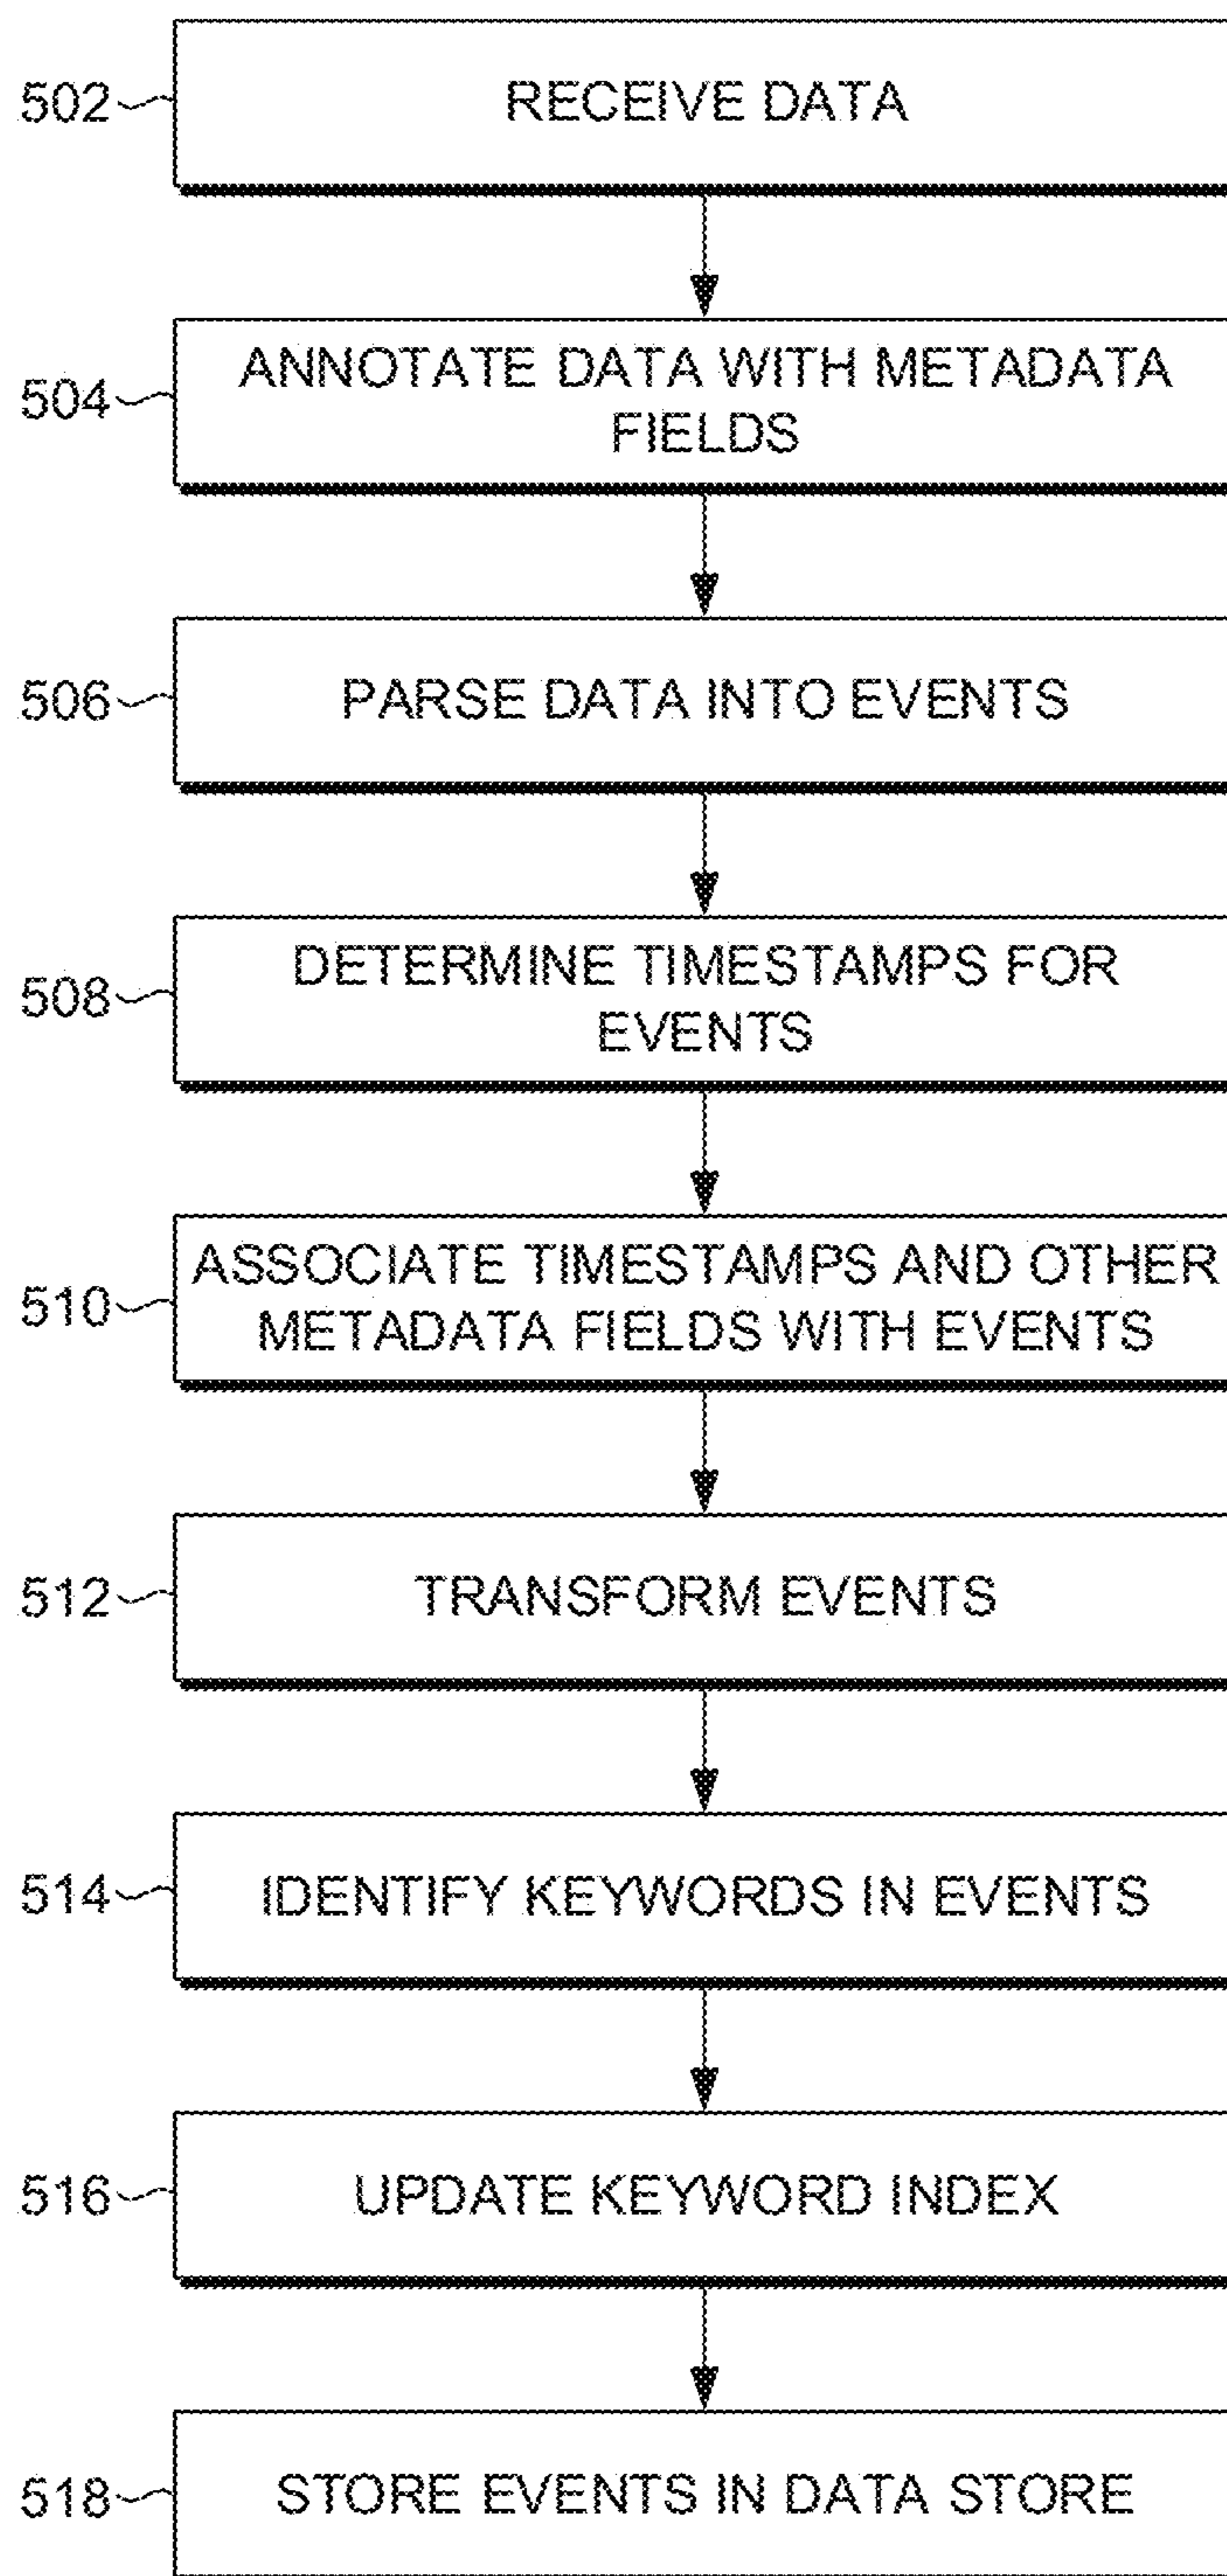 502
RECEIVE DATA
504
ANNOTATE DATA WITH METADATA
FIELDS
506
PARSE DATA INTO EVENTS
508
DETERMINE TIMESTAMPS FOR
EVENTS
510
ASSOCIATE TIMESTAMPS AND OTHER
METADATA FIELDS WITH EVENTS
512
TRANSFORM EVENTS
514
IDENTIFY KEYWORDS IN EVENTS
516
UPDATE KEYWORD INDEX
518
STORE EVENTS IN DATA STORE